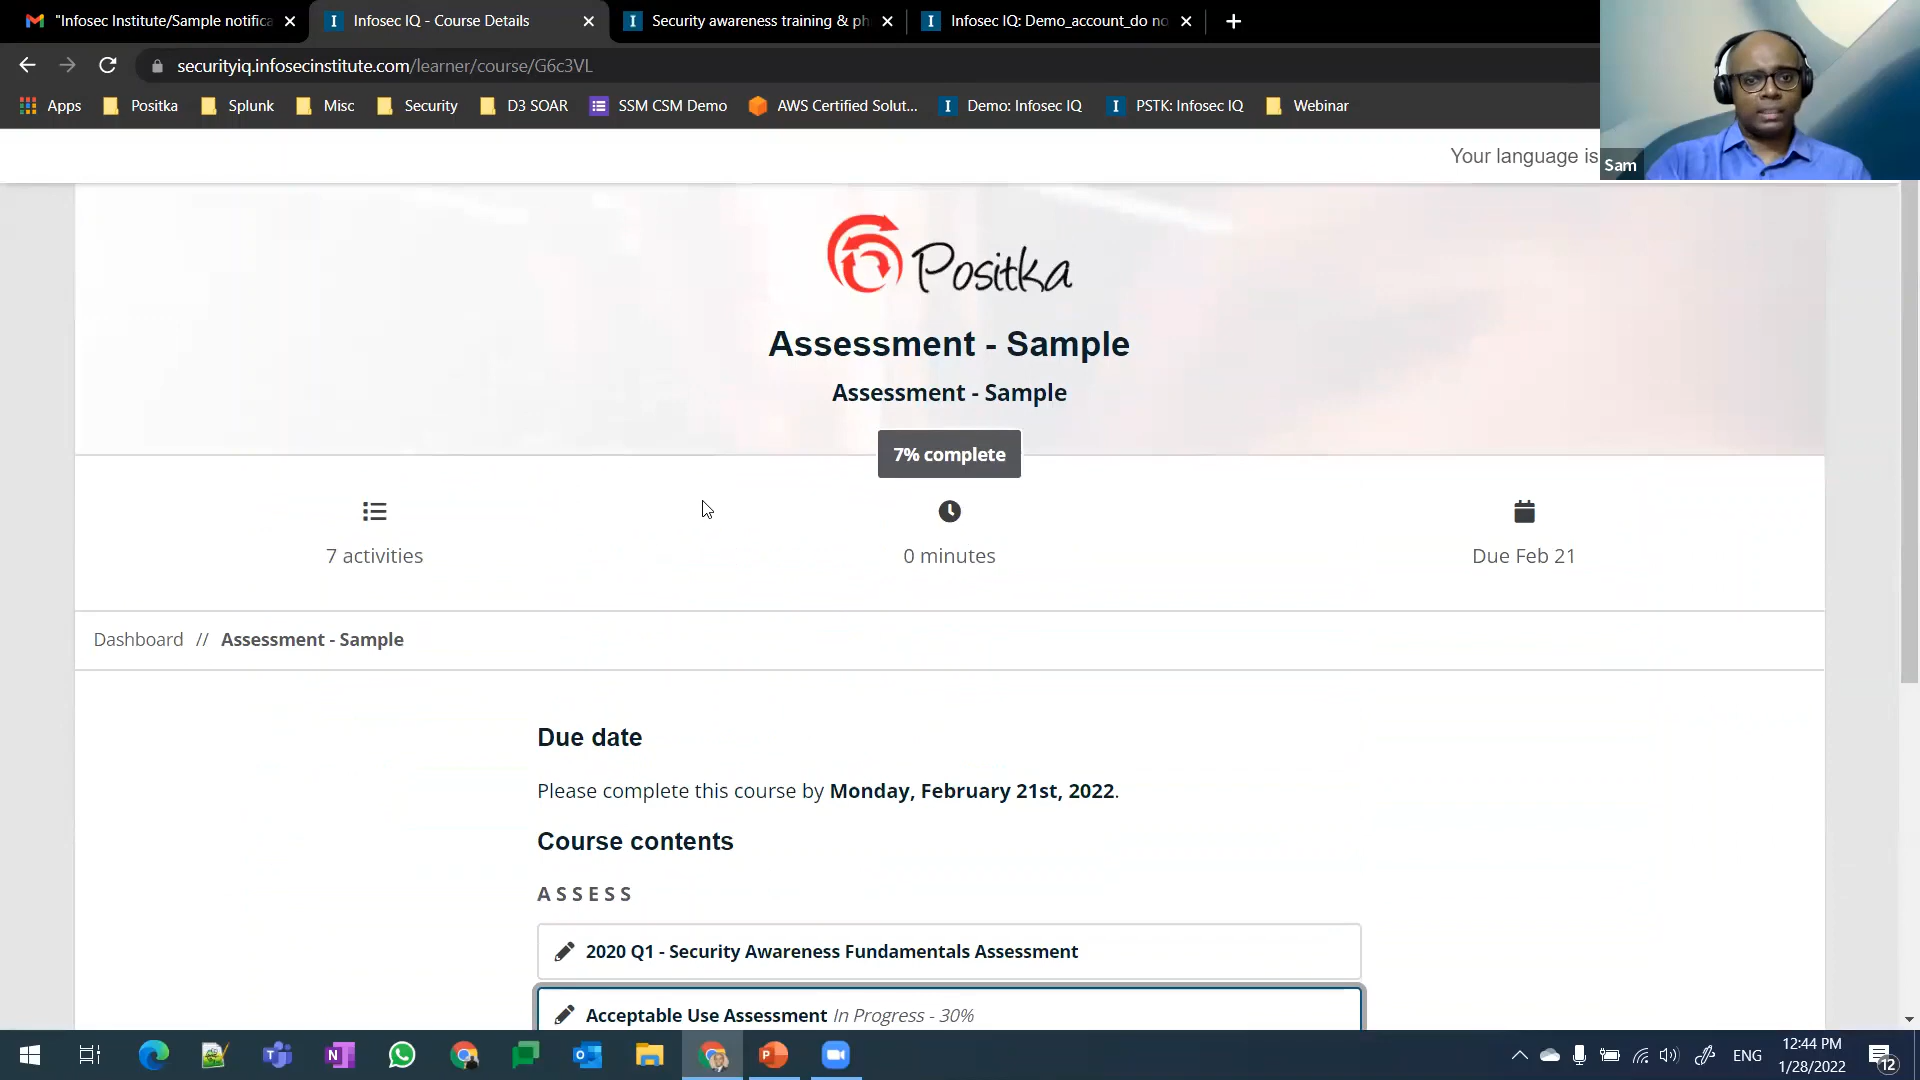 "Infosec Institute/Sample notifica
Infosec IQ - Course Details
Security awareness training & ph
Infosec IQ: Demo_account_do no
securityiq.infosecinstitute.com/learner/course/G6c3VL
Apps
Positka
Splunk
Misc
Security
D3 SOAR
SSM CSM Demo
AWS Certified Solut...
Demo: Infosec IQ
PSTK: Infosec IQ
Webinar
Your language is
Sam
Positka
Assessment - Sample
Assessment - Sample
7% complete
7 activities
0 minutes
Due Feb 21
Dashboard // Assessment - Sample
Due date
Please complete this course by Monday, February 21st, 2022.
Course contents
ASSESS
2020 Q1 - Security Awareness Fundamentals Assessment
Acceptable Use Assessment In Progress - 30%
ENG
12:44 PM
1/28/2022
12